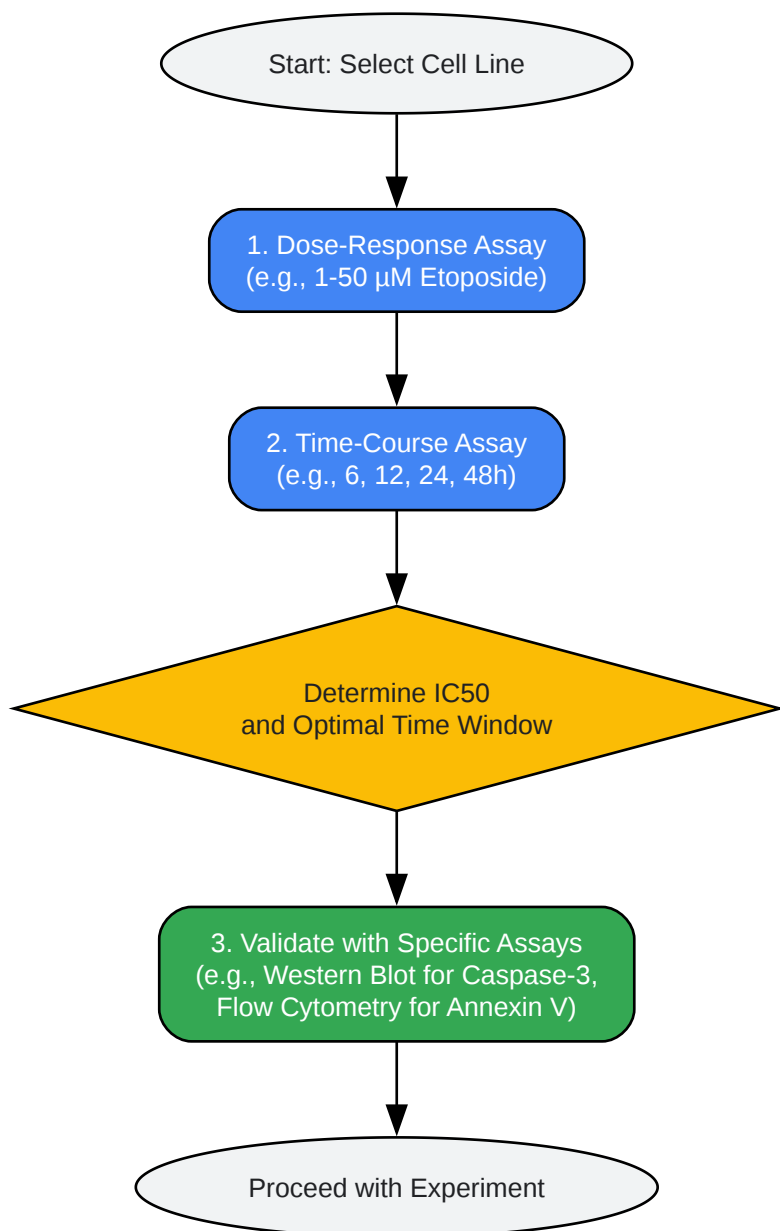 Start: Select Cell Line
1. Dose-Response Assay
(e.g., 1-50 µM Etoposide)
2. Time-Course Assay
(e.g., 6, 12, 24, 48h)
Determine IC50
and Optimal Time Window
3. Validate with Specific Assays
(e.g., Western Blot for Caspase-3,
Flow Cytometry for Annexin V)
Proceed with Experiment